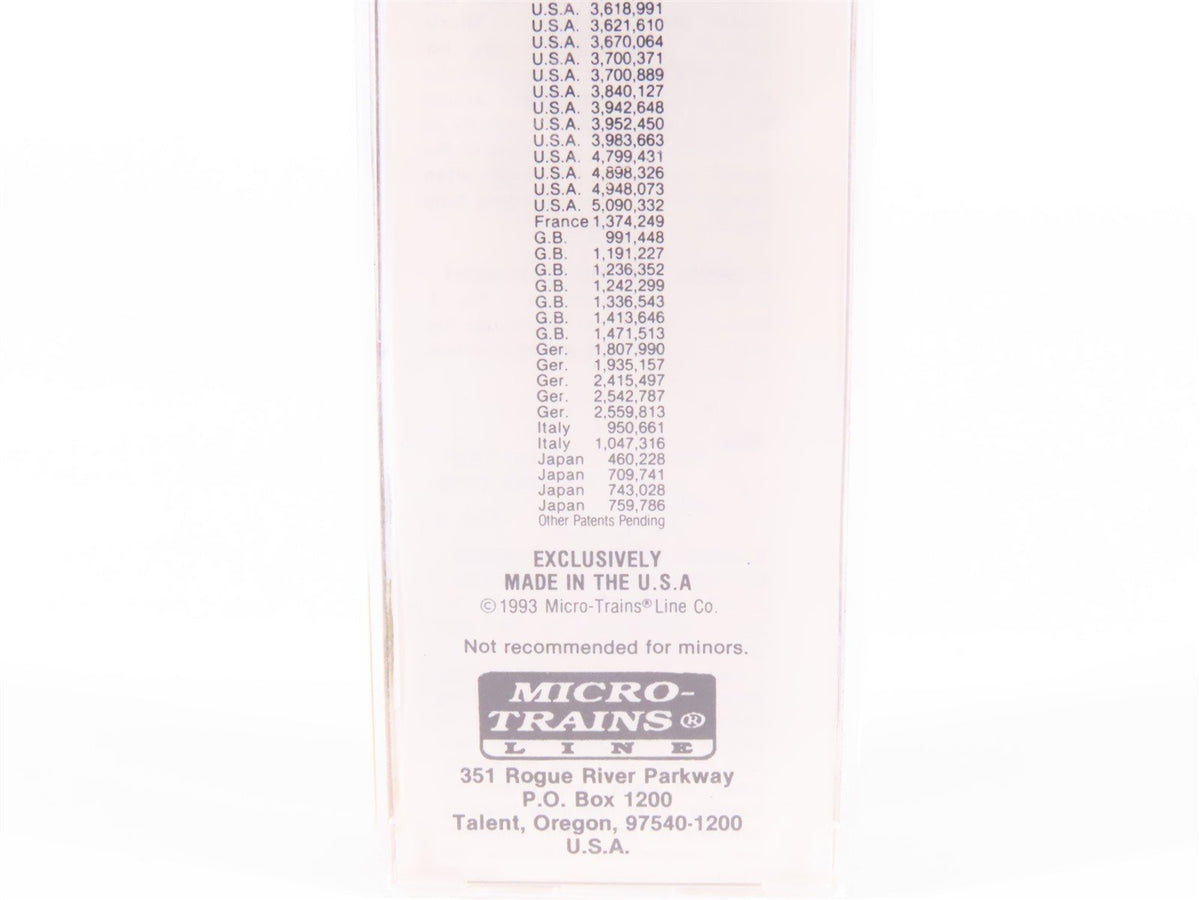 U.S.A. 3,618,991
U.S.A. 3,621,610
U.S.A. 3,670,064
U.S.A. 3,700,371
U.S.A. 3,700,889
U.S.A. 3,840,127
U.S.A. 3,942,648
U.S.A. 3,952,450
U.S.A. 3,983,663
U.S.A. 4,799,431
U.S.A. 4,898,326
U.S.A. 4,948,073
U.S.A. 5,090,332
France 1,374,249
G.B. 991,448
G.B. 1,191,227
G.B. 1,236,352
G.B. 1,242,299
G.B. 1,336,543
G.B. 1,413,646
G.B. 1,471,513
Ger. 1,807,990
Ger. 1,935,157
Ger. 2,415,497
Ger. 2,542,787
Ger. 2,559,813
Italy 950,661
Italy 1,047,316
Japan 460,228
Japan 709,741
Japan 743,028
Japan 759,786
Other Patents Pending
EXCLUSIVELY
MADE IN THE U.S.A
©1993 Micro-Trains® Line Co.
Not recommended for minors.
MICRO-
TRAINS®
LINE
351 Rogue River Parkway
P.O. Box 1200
Talent, Oregon, 97540-1200
U.S.A.